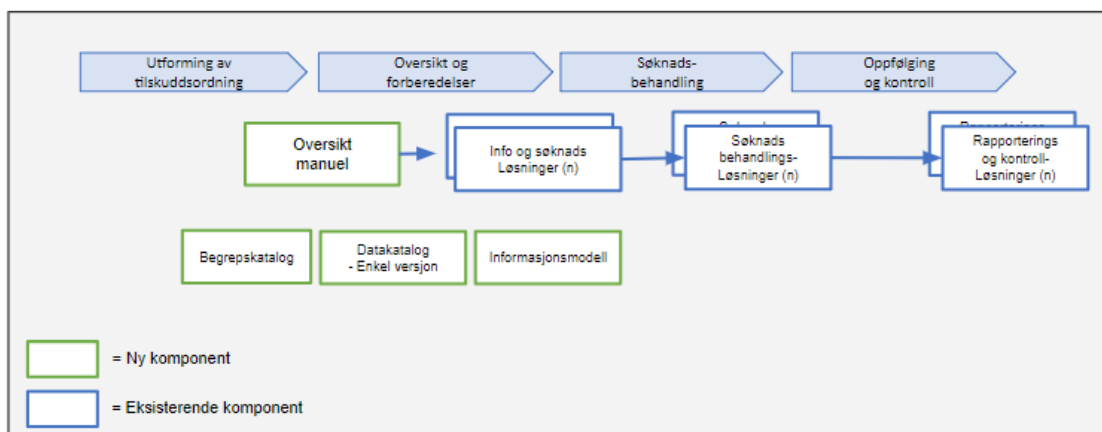 Utforming av
tilskuddsordning
Oversikt og
forberedelser
Søknads-
behandling
Oppfølging
og kontroll
Oversikt
manuel
Info og søknads
Løsninger (n)
Søknads
behandlings-
Løsninger (n)
Rapporterings
og kontroll-
Løsninger (n)
Begrepskatalog
Datakatalog
- Enkel versjon
Informasjonsmodell
= Ny komponent
= Eksisterende komponent